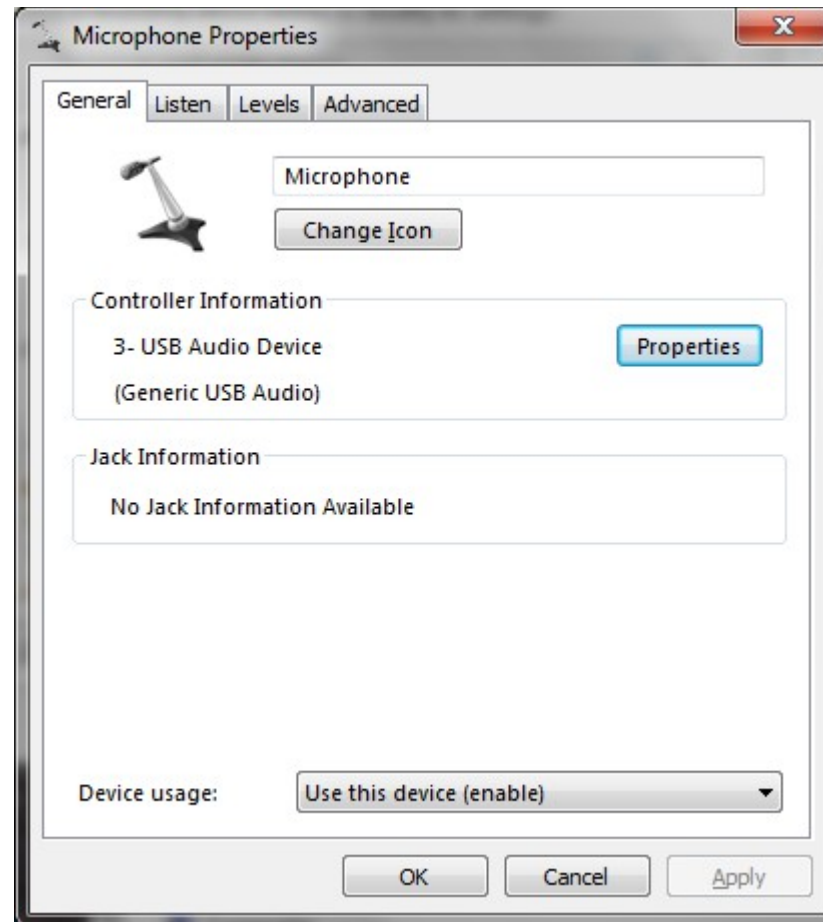 Microphone Properties
General Listen Levels Advanced
Microphone
Change Icon
Controller Information
3- USB Audio Device
Properties
(Generic USB Audio)
Jack Information
No Jack Information Available
Device usage:
Use this device (enable)
OK Cancel Apply